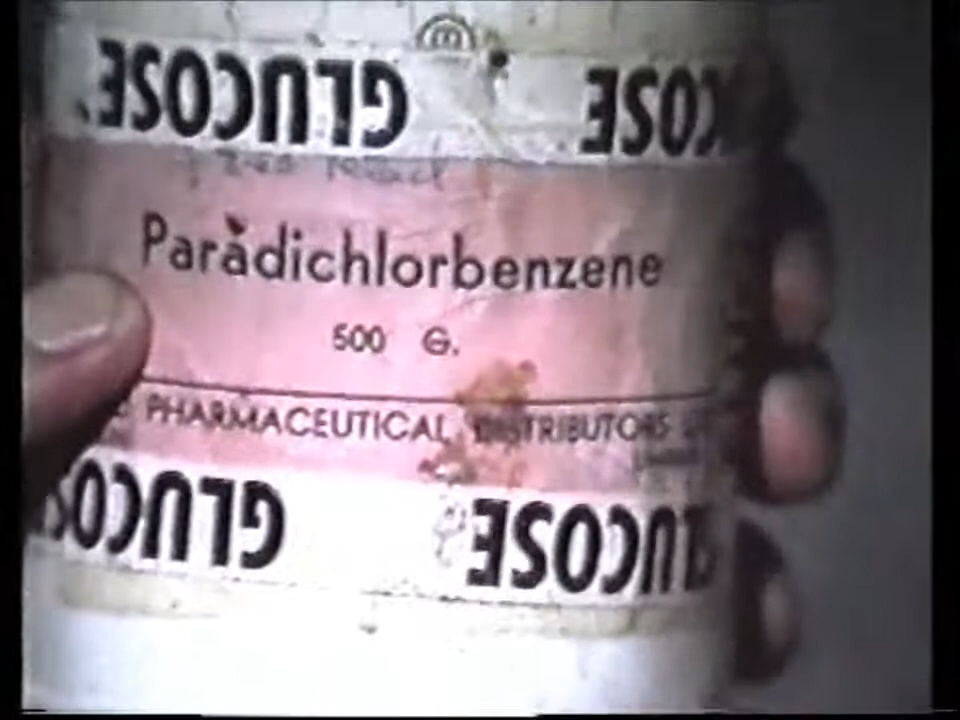 GLUCOSE GLUCOSE
Paradichlorbenzene
500 G.
PHARMACEUTICAL DISTRIBUTORS
GLUCOSE GLUCOSE